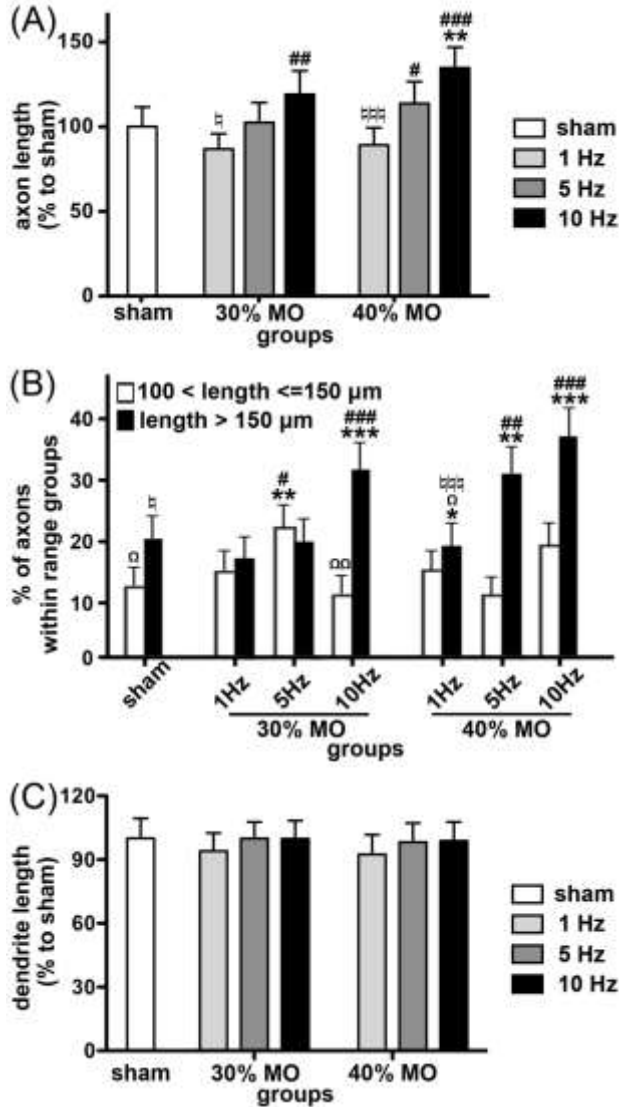 (A)
axon length
(% to sham)
150
100
50
0
##
###
**
#
♮
♮♮♮
sham
1 Hz
5 Hz
10 Hz
sham
30% MO
40% MO
groups
(B)
% of axons
within range groups
40
30
20
10
0
100 < length <=150 µm
length > 150 µm
Ω
♮
#
**
ΩΩ
###
***
♮♮♮
Ω
*
##
**
###
***
sham
1Hz
5Hz
10Hz
1Hz
5Hz
10Hz
30% MO
40% MO
groups
(C)
dendrite length
(% to sham)
120
90
60
30
0
sham
1 Hz
5 Hz
10 Hz
sham
30% MO
40% MO
groups